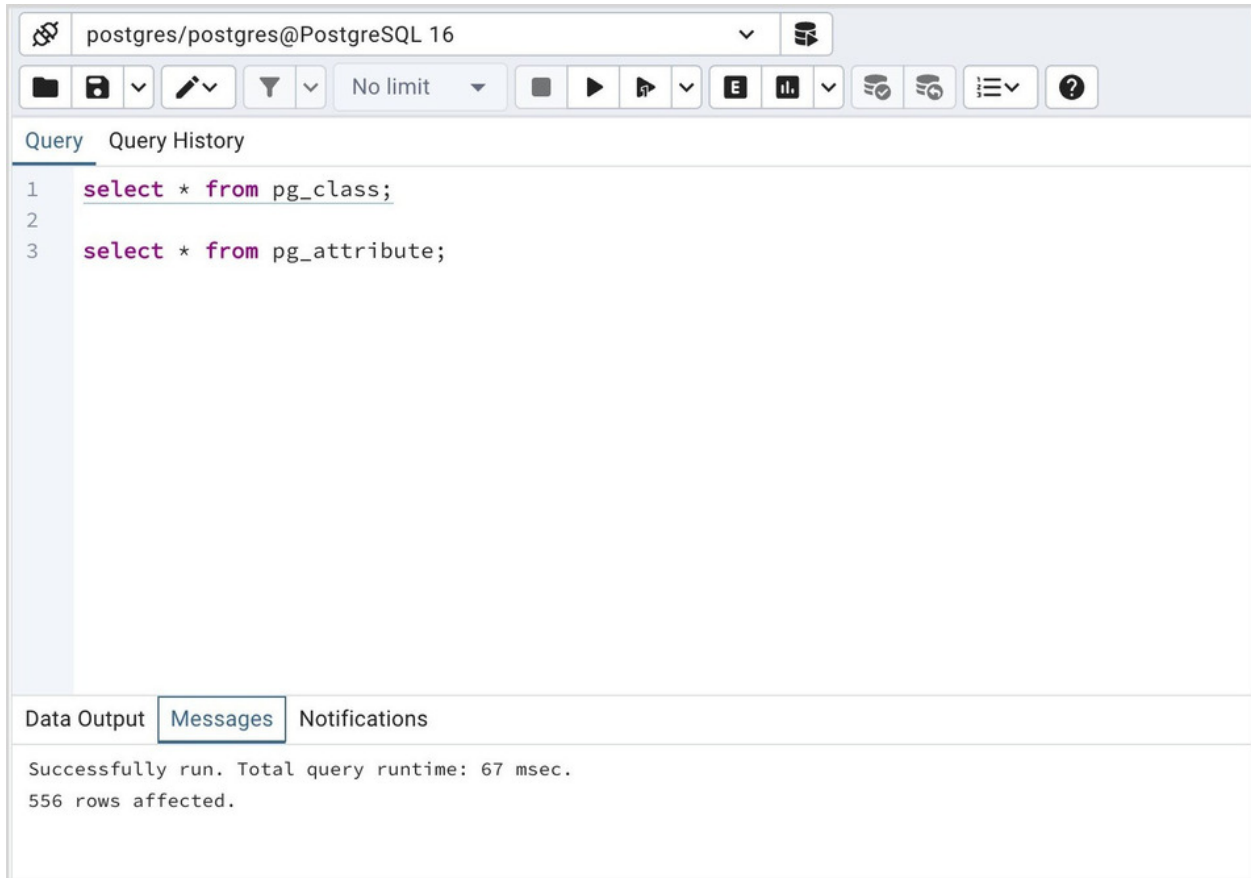 postgres/postgres@PostgreSQL 16
No limit
E
Query Query History
1 select * from pg_class;
2
3 select * from pg_attribute;
Data Output Messages Notifications
Successfully run. Total query runtime: 67 msec.
556 rows affected.